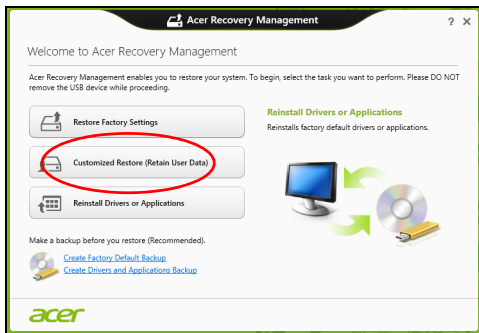 Acer Recovery Management
? ×
Welcome to Acer Recovery Management
Acer Recovery Management enables you to restore your system. To begin, select the task you want to perform. Please DO NOT
remove the USB device while proceeding.
Restore Factory Settings
Customized Restore (Retain User Data)
Reinstall Drivers or Applications
Reinstall Drivers or Applications
Reinstalls factory default drivers or applications.
Make a backup before you restore (Recommended).
Create Factory Default Backup
Create Drivers and Applications Backup
acer